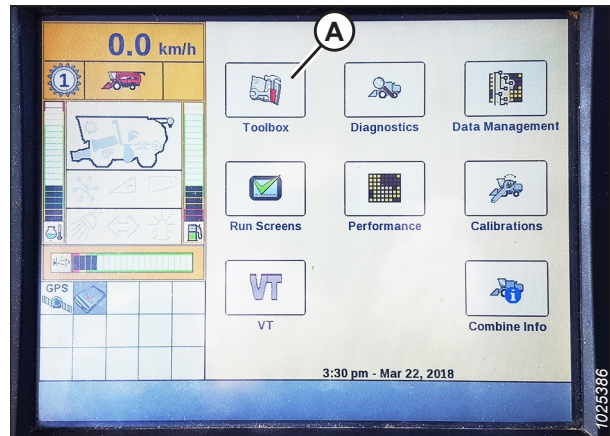 A
0.0 km/h
1
Toolbox
Diagnostics
Data Management
Run Screens
Performance
Calibrations
GPS
VT
VT
i
Combine Info
3:30 pm - Mar 22, 2018
1025386